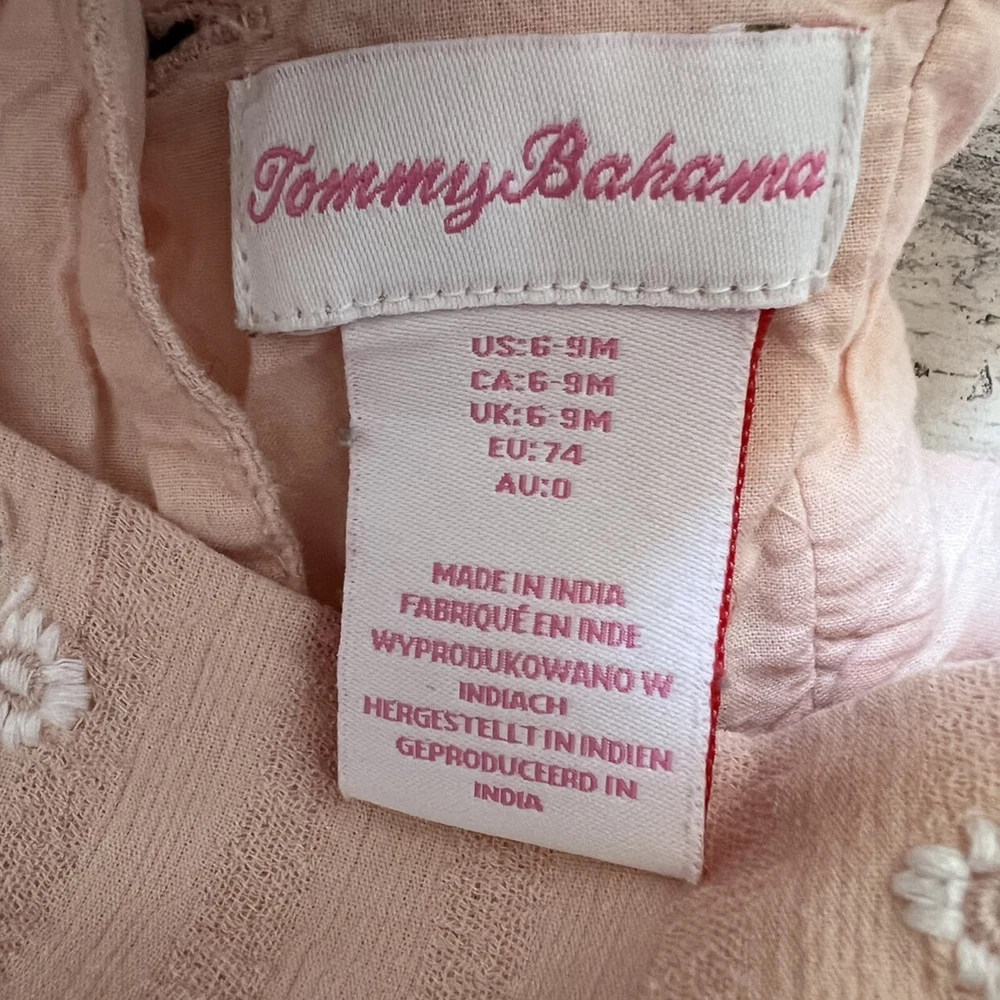 Tommy Bahama
US:6-9M
CA:6-9M
UK:6-9M
EU:74
AU:0
MADE IN INDIA
FABRIQUÉ EN INDE
WYPRODUKOWANO W
INDIACH
HERGESTELLT IN INDIEN
GEPRODUCEERD IN
INDIA